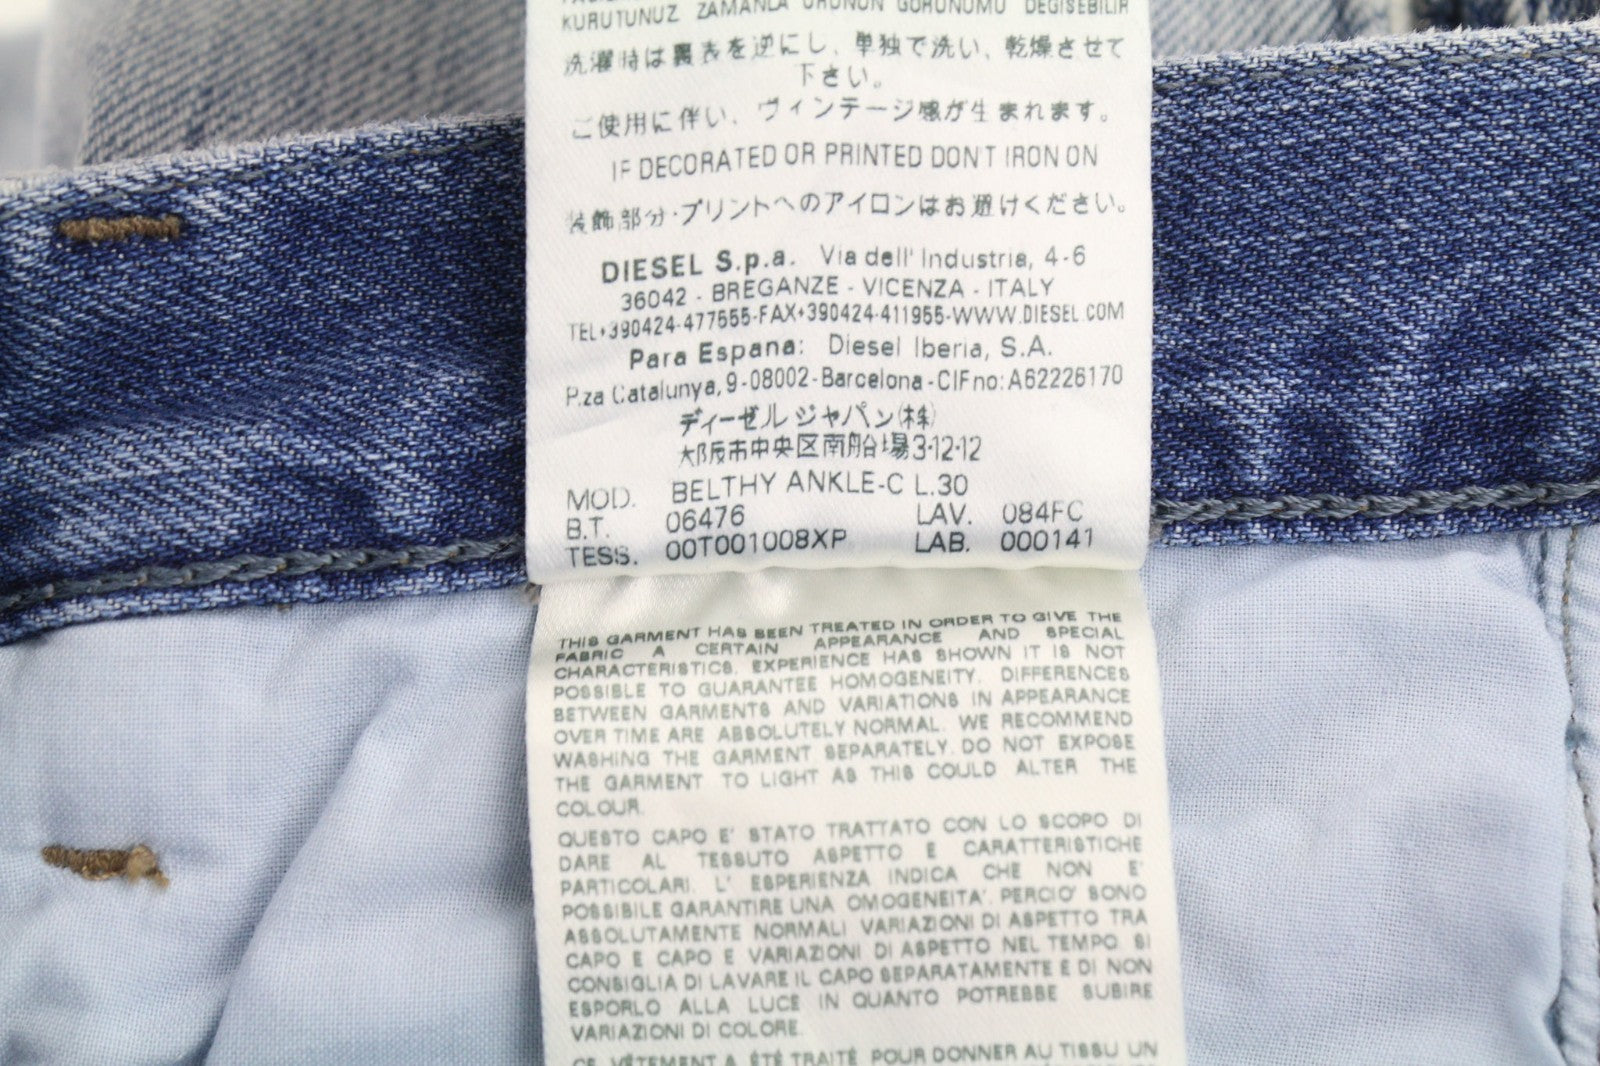 KURUTUNUZ ZAMANLA ÜRÜNÜN GÖRÜNÜMÜ DEĞİŞEBİLİR
洗濯時は裏表を逆にし、単独で洗い、乾燥させて
下さい。
ご使用に伴い、ヴィンテージ感が生まれます。
IF DECORATED OR PRINTED DON'T IRON ON
装飾部分・プリントへのアイロンはお避けください。
DIESEL S.p.a. Via dell' Industria, 4-6
36042 - BREGANZE - VICENZA - ITALY
TEL+390424-477555-FAX+390424-411955-WWW.DIESEL.COM
Para Espana: Diesel Iberia, S.A.
P.za Catalunya, 9-08002-Barcelona-CIF no: A62226170
ディーゼル ジャパン(株)
大阪市中央区南船場3-12-12
MOD. BELTHY ANKLE-C L.30
B.T. 06476 LAV. 084FC
TESS. 00T001008XP LAB. 000141
THIS GARMENT HAS BEEN TREATED IN ORDER TO GIVE THE
FABRIC A CERTAIN APPEARANCE AND SPECIAL
CHARACTERISTICS. EXPERIENCE HAS SHOWN IT IS NOT
POSSIBLE TO GUARANTEE HOMOGENEITY. DIFFERENCES
BETWEEN GARMENTS AND VARIATIONS IN APPEARANCE
OVER TIME ARE ABSOLUTELY NORMAL. WE RECOMMEND
WASHING THE GARMENT SEPARATELY. DO NOT EXPOSE
THE GARMENT TO LIGHT AS THIS COULD ALTER THE
COLOUR.
QUESTO CAPO E' STATO TRATTATO CON LO SCOPO DI
DARE AL TESSUTO ASPETTO E CARATTERISTICHE
PARTICOLARI. L' ESPERIENZA INDICA CHE NON E'
POSSIBILE GARANTIRE UNA OMOGENEITA'. PERCIO' SONO
ASSOLUTAMENTE NORMALI VARIAZIONI DI ASPETTO TRA
CAPO E CAPO E VARIAZIONI DI ASPETTO NEL TEMPO. SI
CONSIGLIA DI LAVARE IL CAPO SEPARATAMENTE E DI NON
ESPORLO ALLA LUCE IN QUANTO POTREBBE SUBIRE
VARIAZIONI DI COLORE.
CE VÊTEMENT A ÉTÉ TRAITÉ POUR DONNER AU TISSU UN